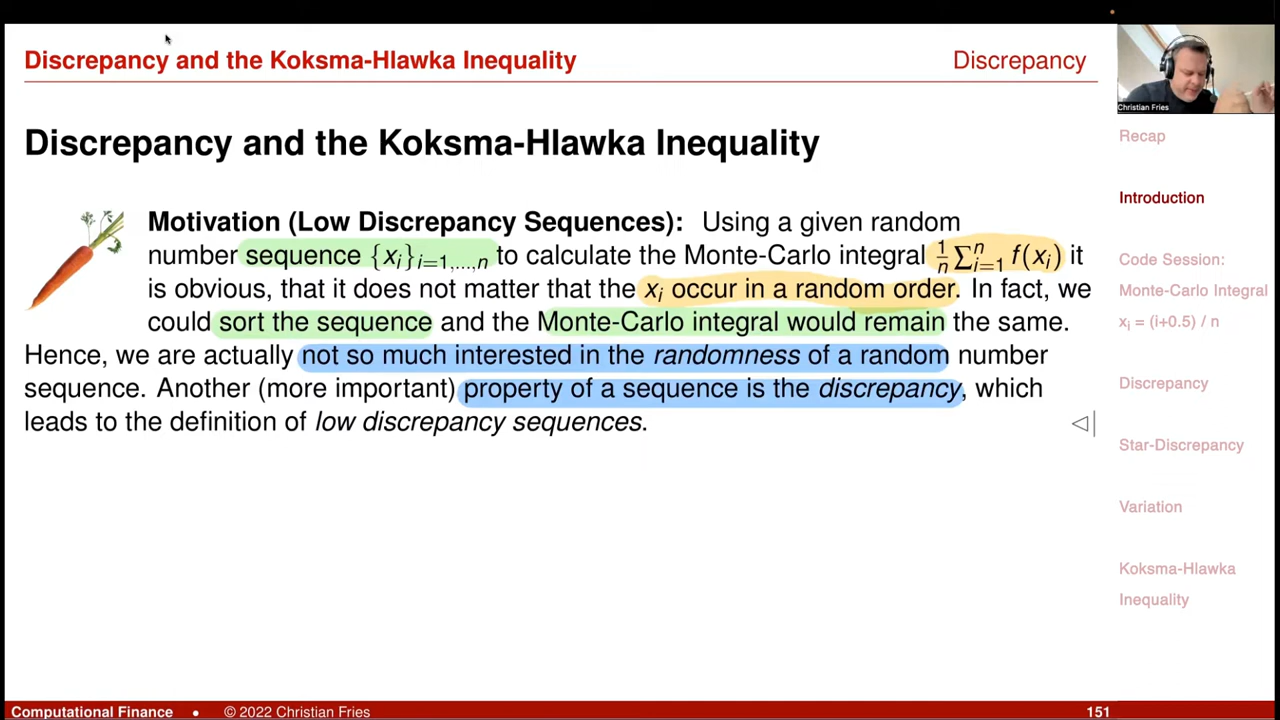 Discrepancy and the Koksma-Hlawka Inequality
Discrepancy
Christian Fries
Discrepancy and the Koksma-Hlawka Inequality
Motivation (Low Discrepancy Sequences): Using a given random
number sequence {xᵢ}ᵢ₌₁,...,ₙ to calculate the Monte-Carlo integral 1/n ∑ⁿᵢ₌₁ f(xᵢ) it
is obvious, that it does not matter that the xᵢ occur in a random order. In fact, we
could sort the sequence and the Monte-Carlo integral would remain the same.
Hence, we are actually not so much interested in the randomness of a random number
sequence. Another (more important) property of a sequence is the discrepancy, which
leads to the definition of low discrepancy sequences.
Recap
Introduction
Code Session:
Monte-Carlo Integral
xᵢ = (i+0.5) / n
Discrepancy
Star-Discrepancy
Variation
Koksma-Hlawka
Inequality
Computational Finance • © 2022 Christian Fries
151